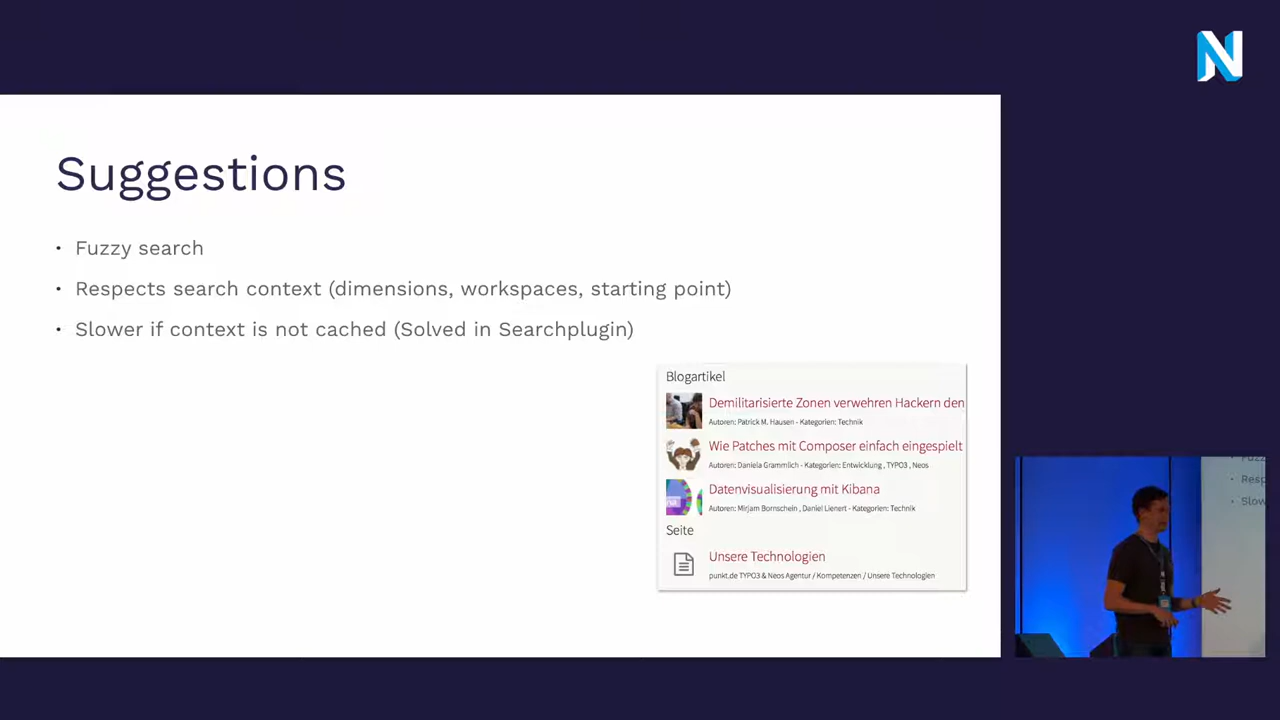 Suggestions
• Fuzzy search
• Respects search context (dimensions, workspaces, starting point)
• Slower if context is not cached (Solved in Searchplugin)
Blogartikel
Demilitarisierte Zonen verwehren Hackern den
Autoren: Patrick M. Hausen - Kategorien: Technik
Wie Patches mit Composer einfach eingespielt
Autoren: Daniela Grammlich - Kategorien: Entwicklung , TYPO3 , Neos
Datenvisualisierung mit Kibana
Autoren: Mirjam Bornschein , Daniel Lienert - Kategorien: Technik
Seite
Unsere Technologien
punkt.de TYPO3 & Neos Agentur / Kompetenzen / Unsere Technologien
Resp
Slow